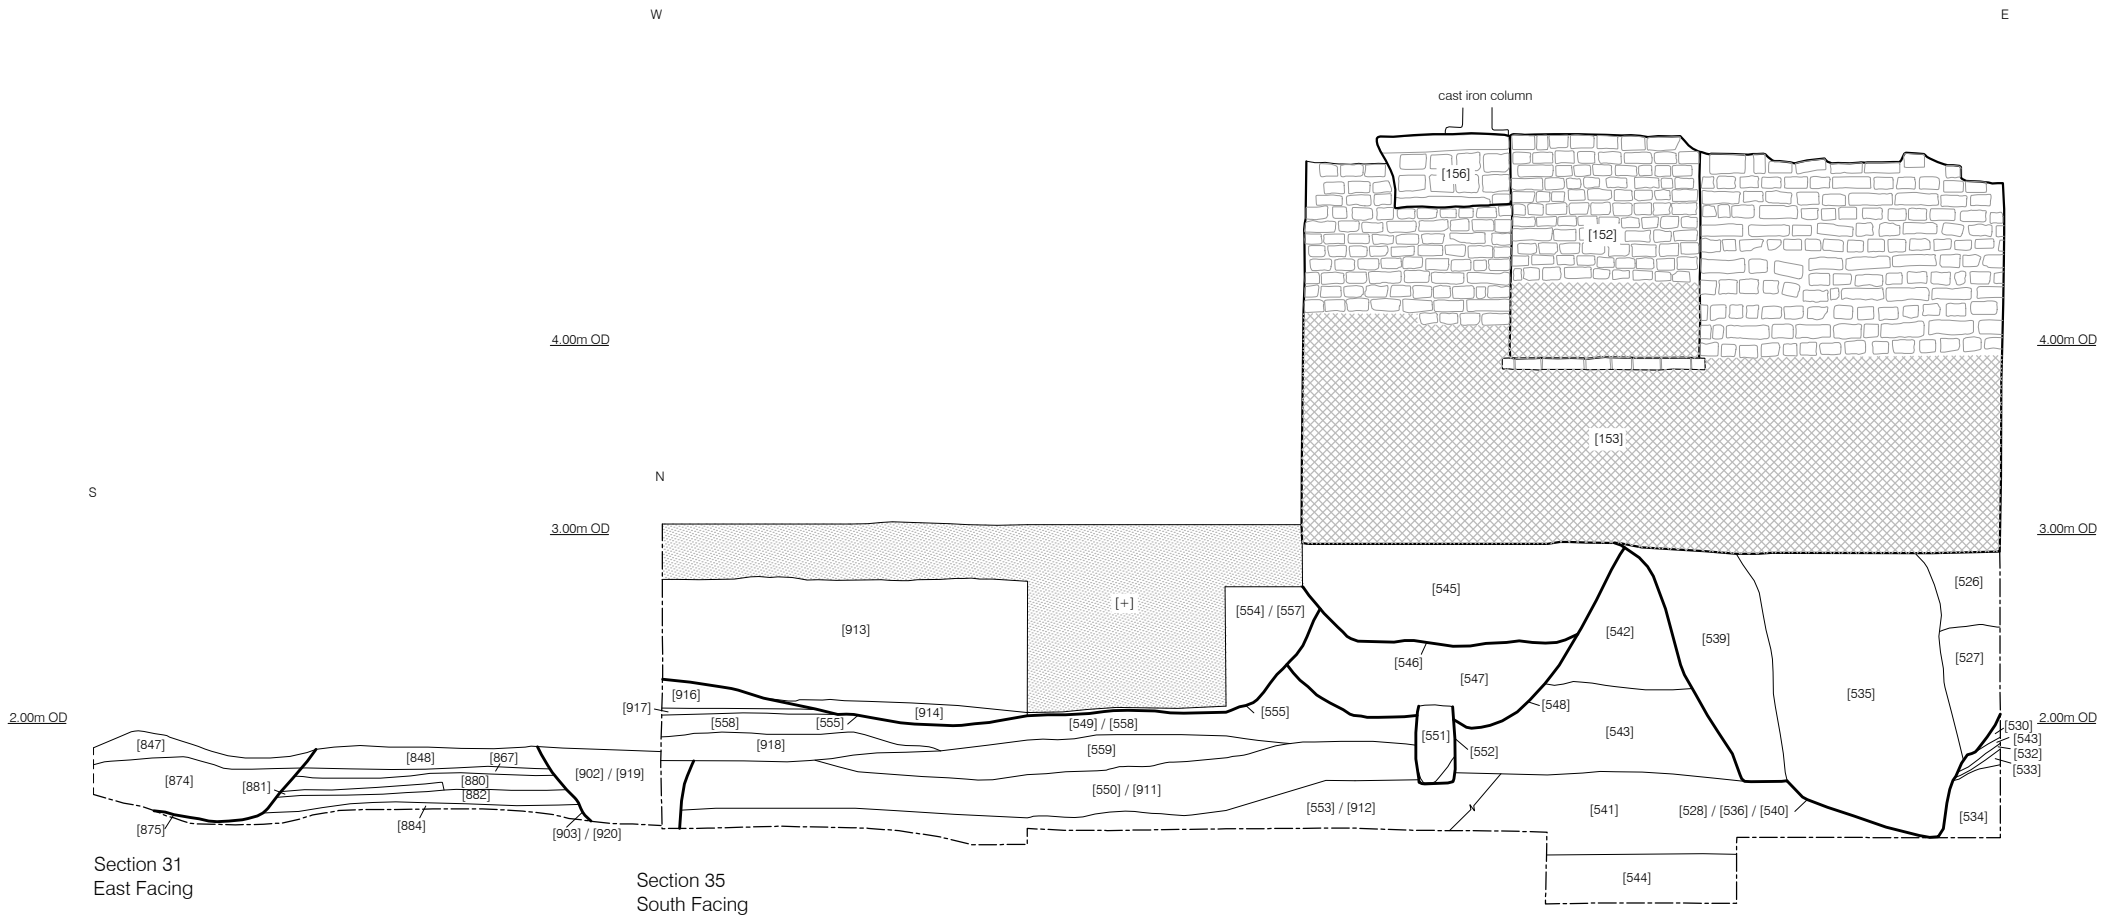 W
E
cast iron column
[156]
[152]
4.00m OD
4.00m OD
[153]
N
S
3.00m OD
3.00m OD
[526]
[545]
[+]
[554] / [557]
[913]
[542]
[539]
[527]
[546]
[547]
[916]
[535]
[917]
[914]
[548]
[555]
2.00m OD
[558]
[555]
[549] / [558]
2.00m OD
[530]
[551]
[543]
[543]
[847]
[918]
[559]
[552]
[532]
[848]
[867]
[533]
[902] / [919]
[874]
[880]
[881]
[882]
[550] / [911]
[553] / [912]
[541]
[528] / [536] / [540]
[534]
[875]
[884]
[903] / [920]
N
Section 31
East Facing
Section 35
South Facing
[544]